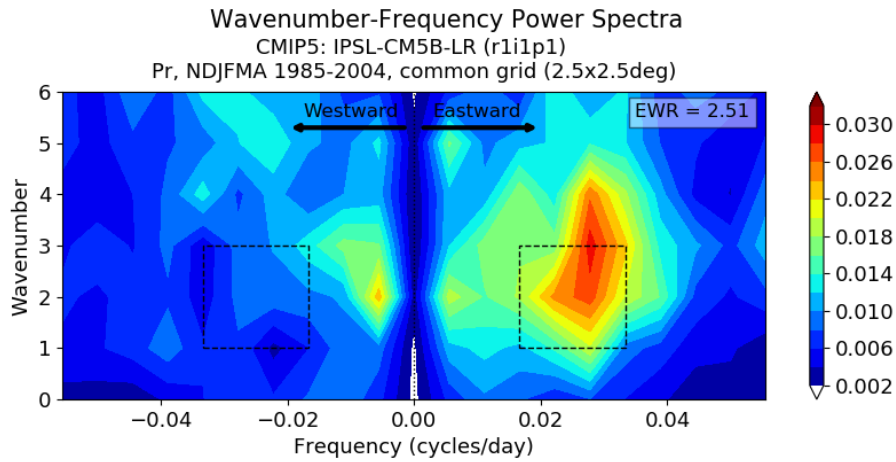 Wavenumber-Frequency Power Spectra
CMIP5: IPSL-CM5B-LR (r1i1p1)
Pr, NDJFMA 1985-2004, common grid (2.5x2.5deg)
Westward Eastward EWR = 2.51
Wavenumber
6
5
4
3
2
1
0
−0.04 −0.02 0.00 0.02 0.04
Frequency (cycles/day)
0.030
0.026
0.022
0.018
0.014
0.010
0.006
0.002